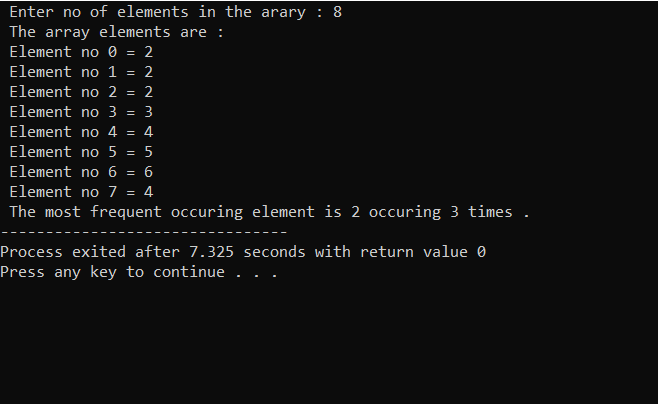 Enter no of elements in the arary : 8
The array elements are :
Element no 0 = 2
Element no 1 = 2
Element no 2 = 2
Element no 3 = 3
Element no 4 = 4
Element no 5 = 5
Element no 6 = 6
Element no 7 = 4
The most frequent occuring element is 2 occuring 3 times .
--------------------------------
Process exited after 7.325 seconds with return value 0
Press any key to continue . . .